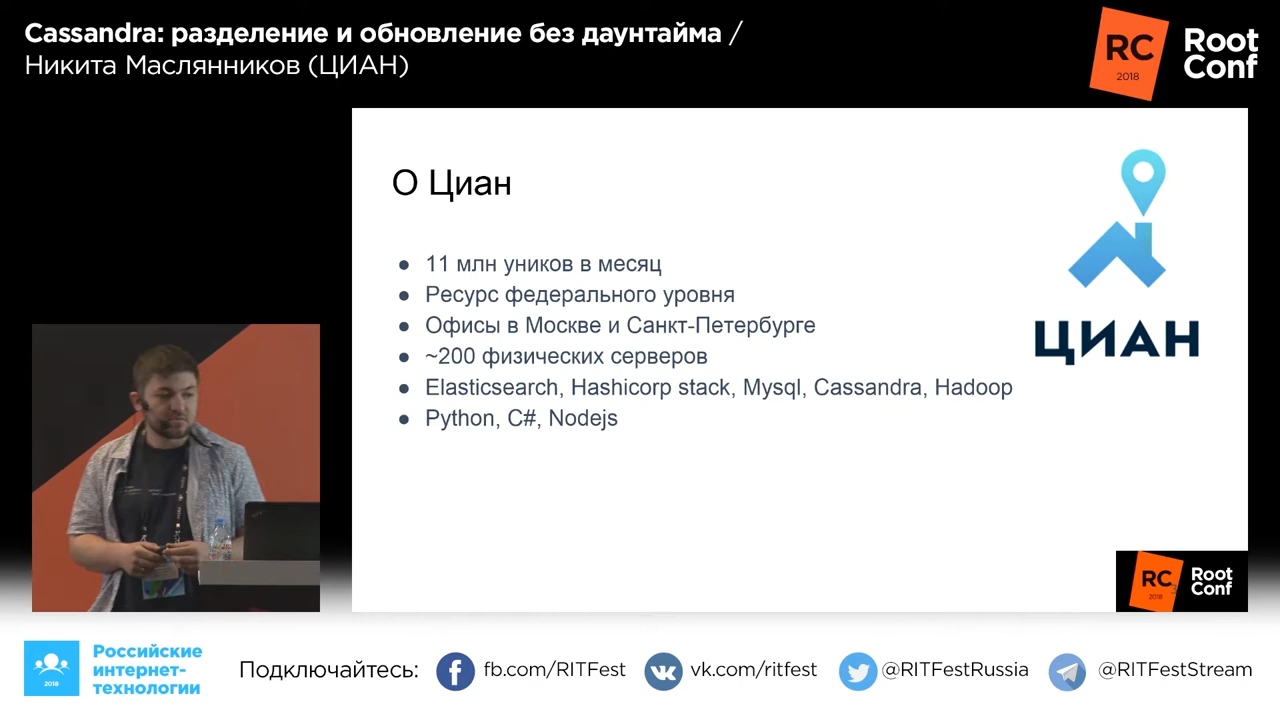 Cassandra: разделение и обновление без даунтайма /
Никита Маслянников (ЦИАН)
RC
2018
Root
Conf
О Циан
11 млн уников в месяц
Ресурс федерального уровня
Офисы в Москве и Санкт-Петербурге
~200 физических серверов
Elasticsearch, Hashicorp stack, Mysql, Cassandra, Hadoop
Python, C#, Nodejs
ЦИАН
RC
2018
Root
Conf
2018
Российские
интернет-
технологии
Подключайтесь:
fb.com/RITFest
vk.com/ritfest
@RITFestRussia
@RITFestStream